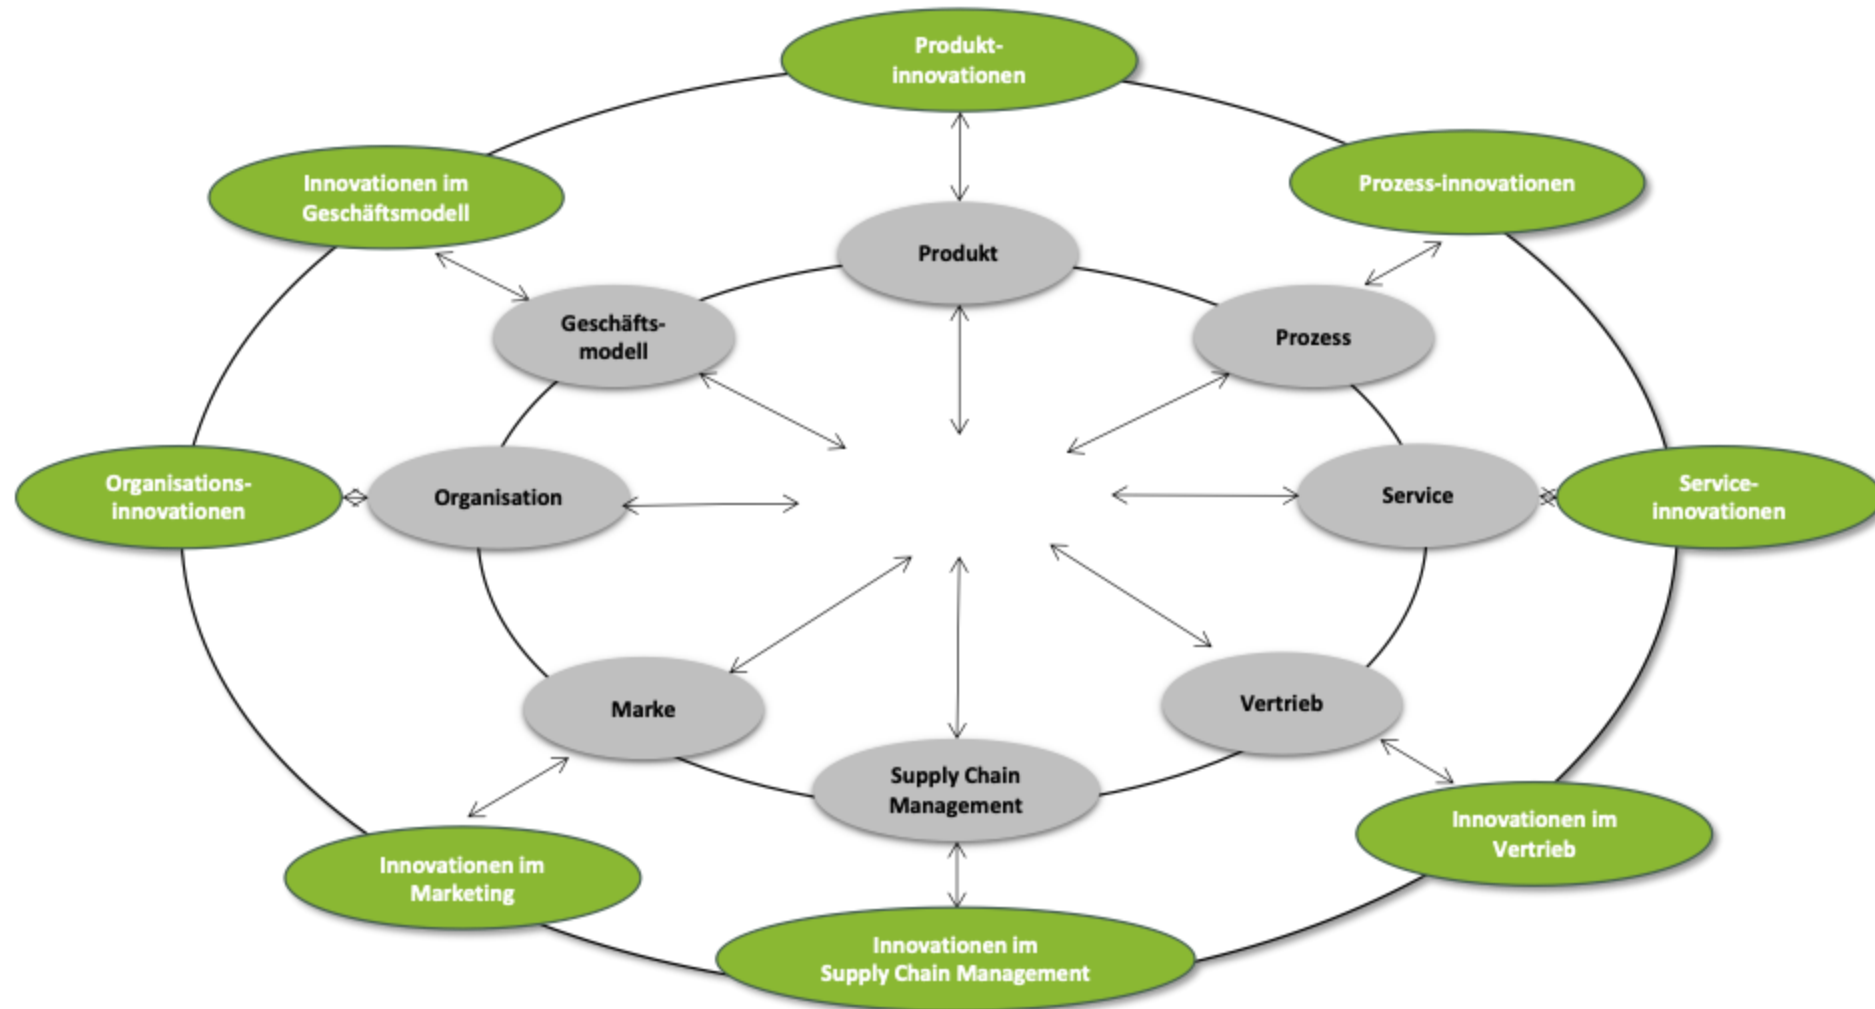 Produkt-
innovationen
Innovationen im
Geschäftsmodell
Prozess-innovationen
Produkt
Geschäfts-
modell
Prozess
Organisations-
innovationen
Organisation
Service
Service-
innovationen
Marke
Vertrieb
Supply Chain
Management
Innovationen im
Marketing
Innovationen im
Vertrieb
Innovationen im
Supply Chain Management